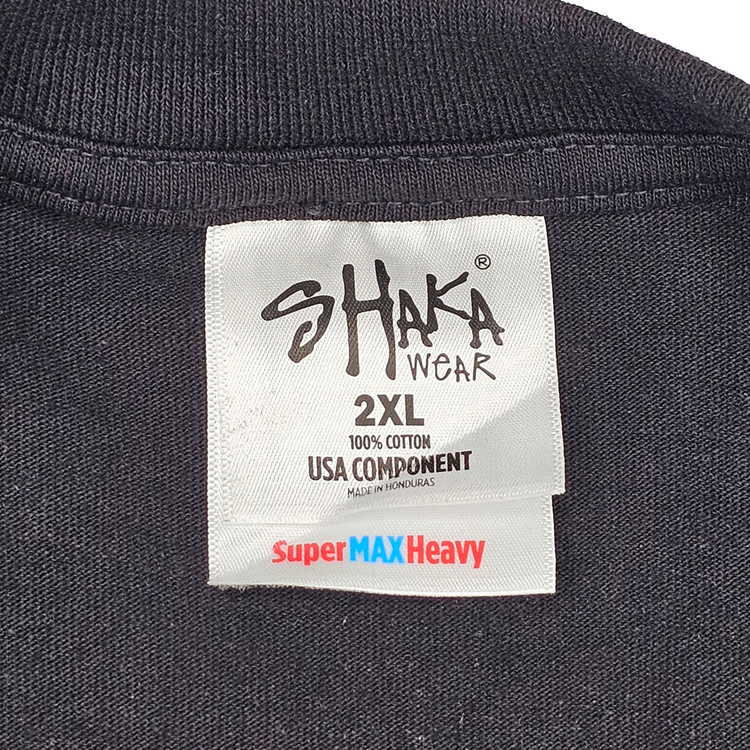 SHAKA®
WEAR
2XL
100% COTTON
USA COMPONENT
MADE IN HONDURAS
SuperMAXHeavy